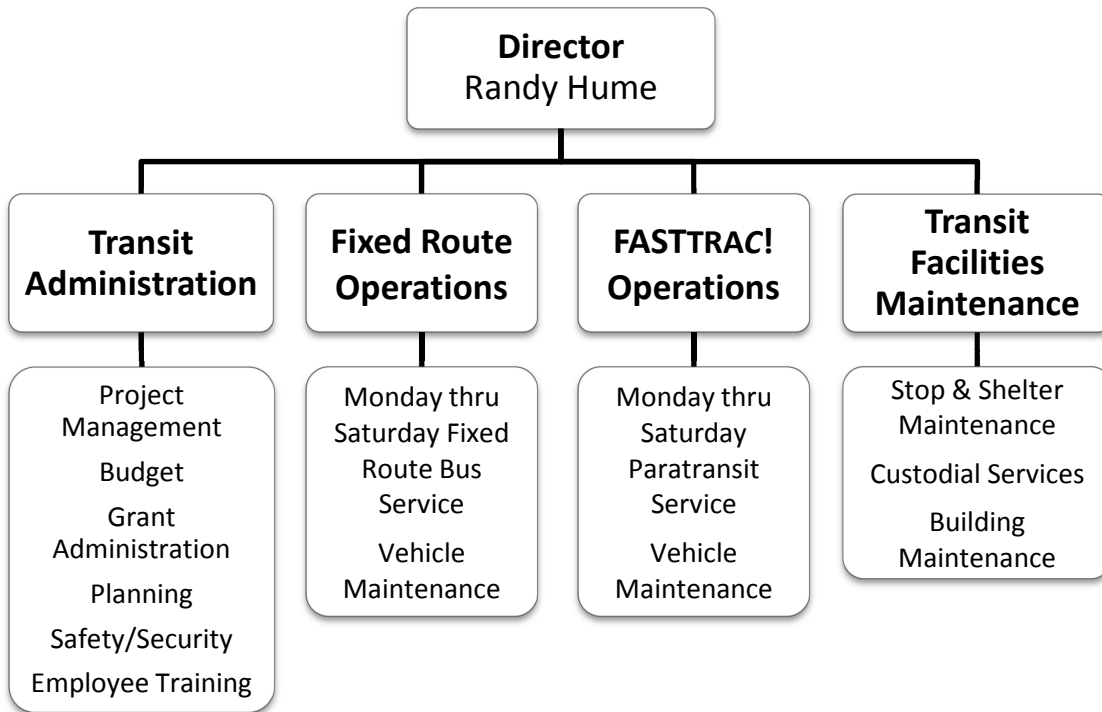 Director
Randy Hume
Transit
Administration
Fixed Route
Operations
FASTTRAC!
Operations
Transit
Facilities
Maintenance
Project
Management
Budget
Grant
Administration
Planning
Safety/Security
Employee Training
Monday thru
Saturday Fixed
Route Bus
Service
Vehicle
Maintenance
Monday thru
Saturday
Paratransit
Service
Vehicle
Maintenance
Stop & Shelter
Maintenance
Custodial Services
Building
Maintenance